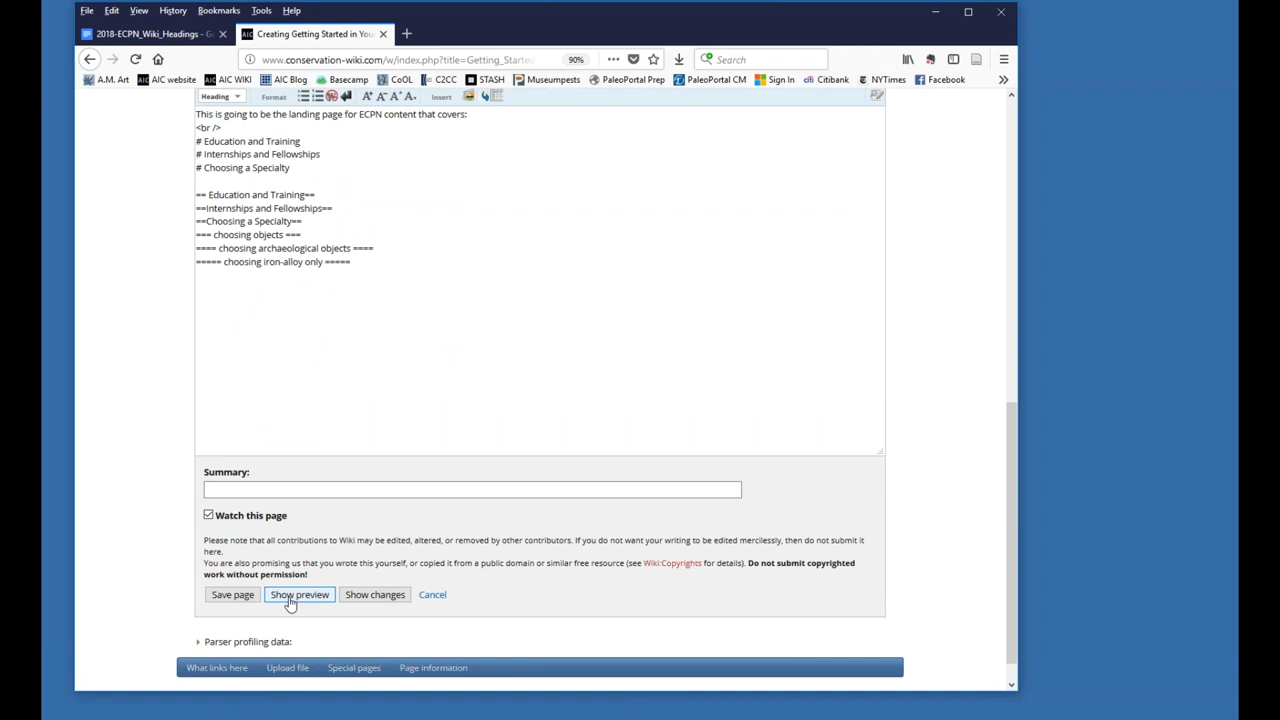 File Edit View History Bookmarks Tools Help
2018-ECPN_Wiki_Headings - G
Creating Getting Started in You
www.conservation-wiki.com/w/index.php?title=Getting_Started
90%
Search
A.M. Art AIC website AIC WIKI AIC Blog Basecamp CoOL C2CC STASH Museumpests PaleoPortal Prep PaleoPortal CM Sign In Citibank NYTimes Facebook
Heading Format Insert
This is going to be the landing page for ECPN content that covers:
<br />
# Education and Training
# Internships and Fellowships
# Choosing a Specialty
== Education and Training==
==Internships and Fellowships==
==Choosing a Specialty==
=== choosing objects ===
==== choosing archaeological objects ====
===== choosing iron-alloy only =====
Summary:
Watch this page
Please note that all contributions to Wiki may be edited, altered, or removed by other contributors. If you do not want your writing to be edited mercilessly, then do not submit it
here.
You are also promising us that you wrote this yourself, or copied it from a public domain or similar free resource (see Wiki:Copyrights for details). Do not submit copyrighted
work without permission!
Save page Show preview Show changes Cancel
Parser profiling data:
What links here Upload file Special pages Page information